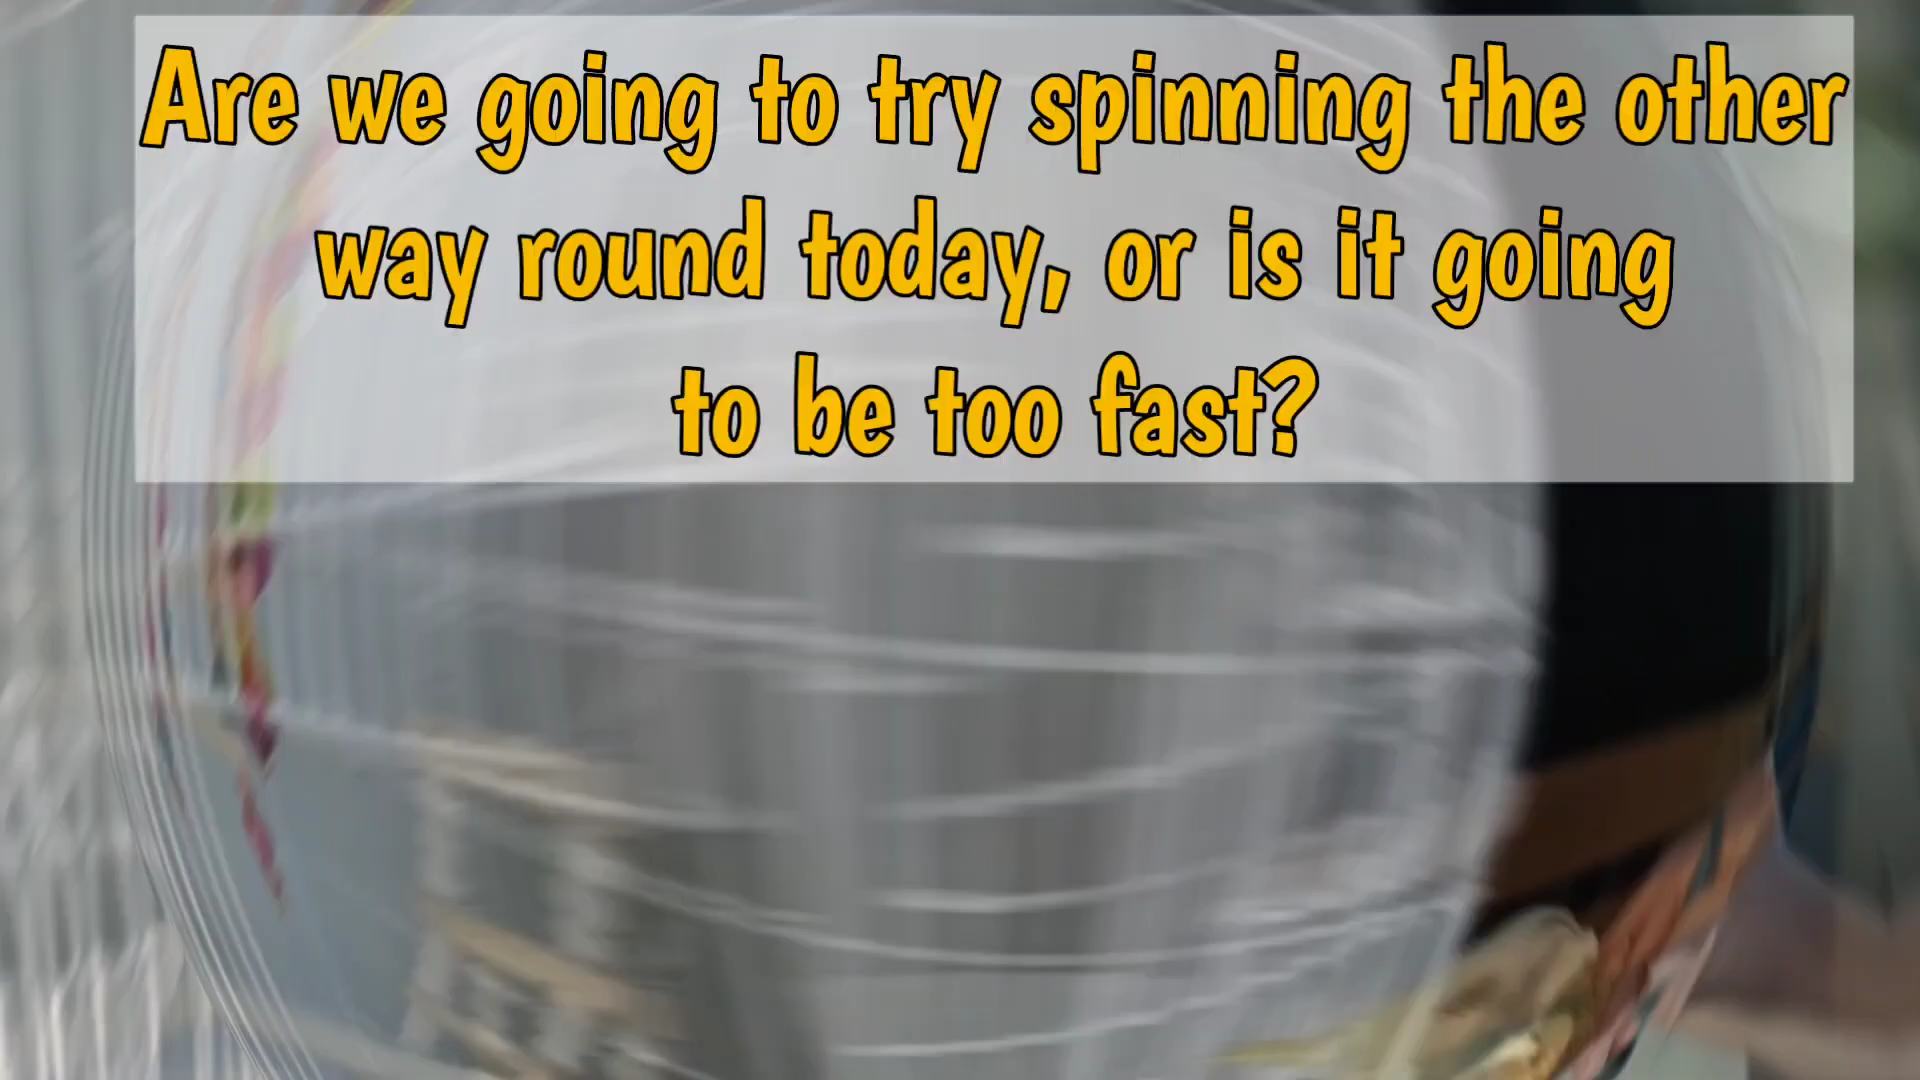 Are we going to try spinning the other
way round today, or is it going
to be too fast?